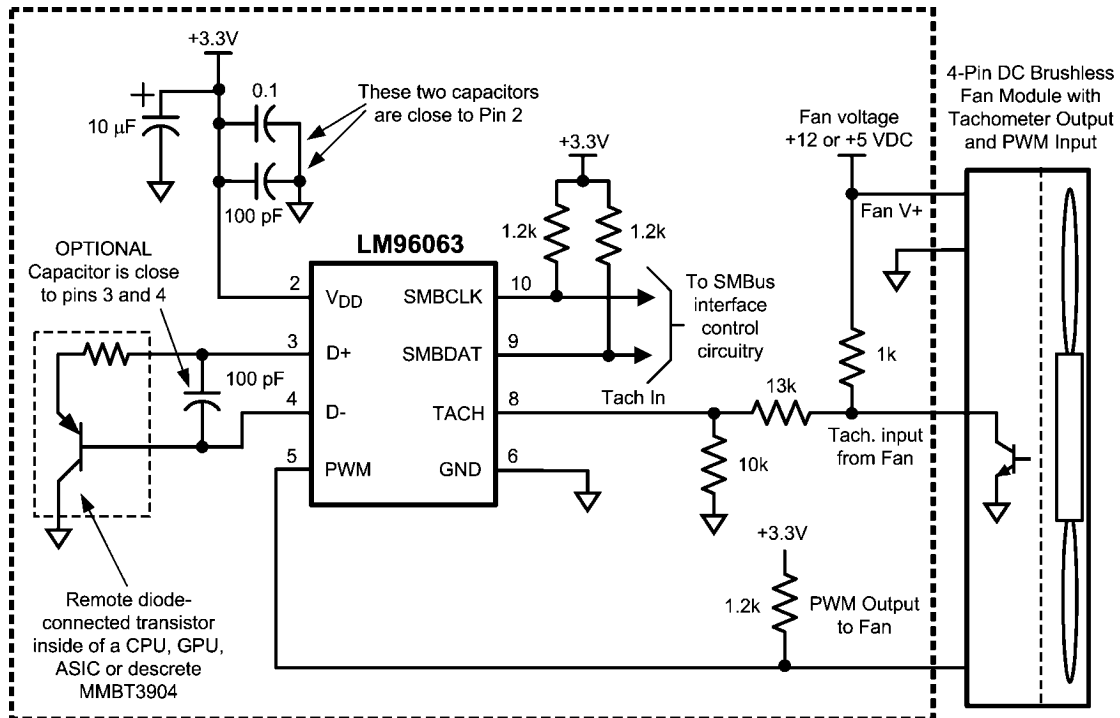 +3.3V
4-Pin DC Brushless
Fan Module with
Tachometer Output
and PWM Input
+
10 µF
0.1
These two capacitors
are close to Pin 2
100 pF
Fan voltage
+12 or +5 VDC
+3.3V
Fan V+
1.2k
1.2k
LM96063
OPTIONAL
Capacitor is close
to pins 3 and 4
2
VDD
SMBCLK
10
To SMBus
interface
control
circuitry
3
D+
SMBDAT
9
1k
100 pF
Tach In
13k
4
D-
TACH
8
Tach. input
from Fan
5
PWM
GND
6
10k
+3.3V
1.2k
PWM Output
to Fan
Remote diode-
connected transistor
inside of a CPU, GPU,
ASIC or descrete
MMBT3904